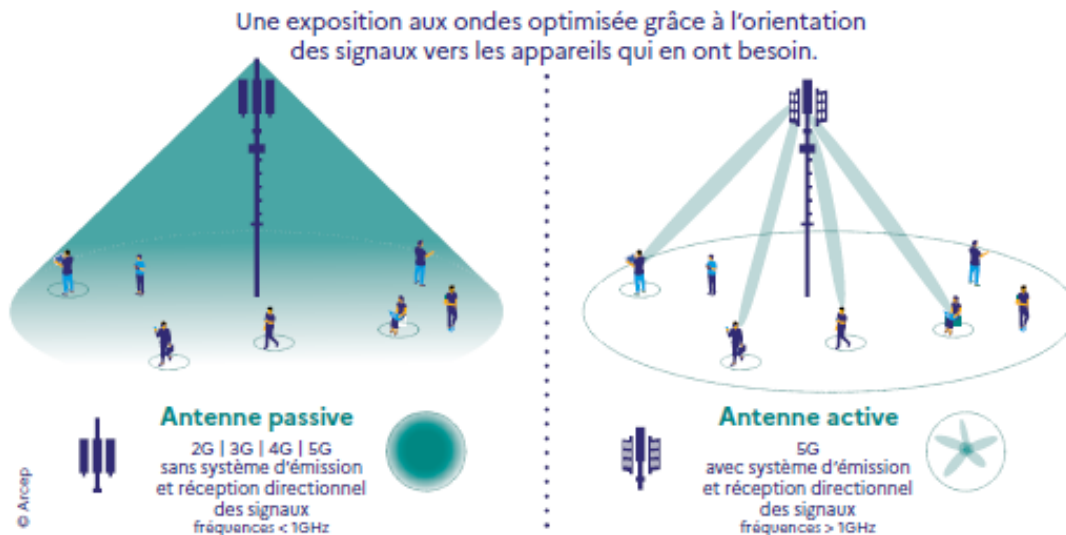 Une exposition aux ondes optimisée grâce à l'orientation
des signaux vers les appareils qui en ont besoin.
Antenne passive
2G | 3G | 4G | 5G
sans système d'émission
et réception directionnel
des signaux
fréquences < 1GHz
Antenne active
5G
avec système d'émission
et réception directionnel
des signaux
fréquences > 1GHz
© Arcep